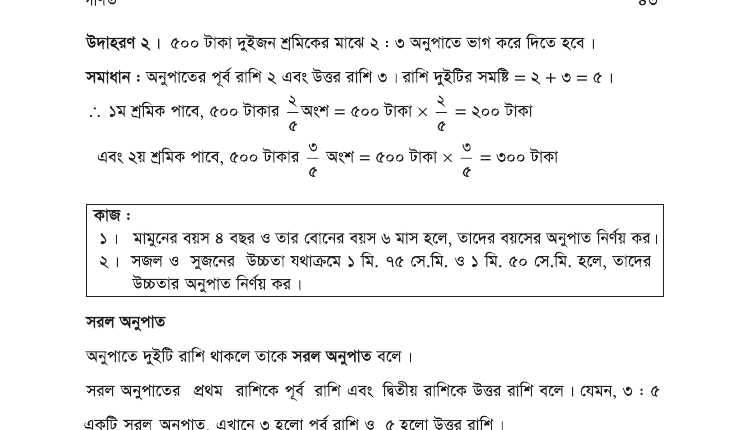 গণিত ৪৩
উদাহরণ ২ । ৫০০ টাকা দুইজন শ্রমিকের মাঝে ২ : ৩ অনুপাতে ভাগ করে দিতে হবে ।
সমাধান : অনুপাতের পূর্ব রাশি ২ এবং উত্তর রাশি ৩ । রাশি দুইটির সমষ্টি = ২ + ৩ = ৫ ।
∴ ১ম শ্রমিক পাবে, ৫০০ টাকার ২/৫ অংশ = ৫০০ টাকা × ২/৫ = ২০০ টাকা
এবং ২য় শ্রমিক পাবে, ৫০০ টাকার ৩/৫ অংশ = ৫০০ টাকা × ৩/৫ = ৩০০ টাকা
কাজ :
১ । মামুনের বয়স ৪ বছর ও তার বোনের বয়স ৬ মাস হলে, তাদের বয়সের অনুপাত নির্ণয় কর।
২ । সজল ও সুজনের উচ্চতা যথাক্রমে ১ মি. ৭৫ সে.মি. ও ১ মি. ৫০ সে.মি. হলে, তাদের
উচ্চতার অনুপাত নির্ণয় কর ।
সরল অনুপাত
অনুপাতে দুইটি রাশি থাকলে তাকে সরল অনুপাত বলে ।
সরল অনুপাতের প্রথম রাশিকে পূর্ব রাশি এবং দ্বিতীয় রাশিকে উত্তর রাশি বলে । যেমন, ৩ : ৫
একটি সরল অনুপাত, এখানে ৩ হলো পূর্ব রাশি ও ৫ হলো উত্তর রাশি ।